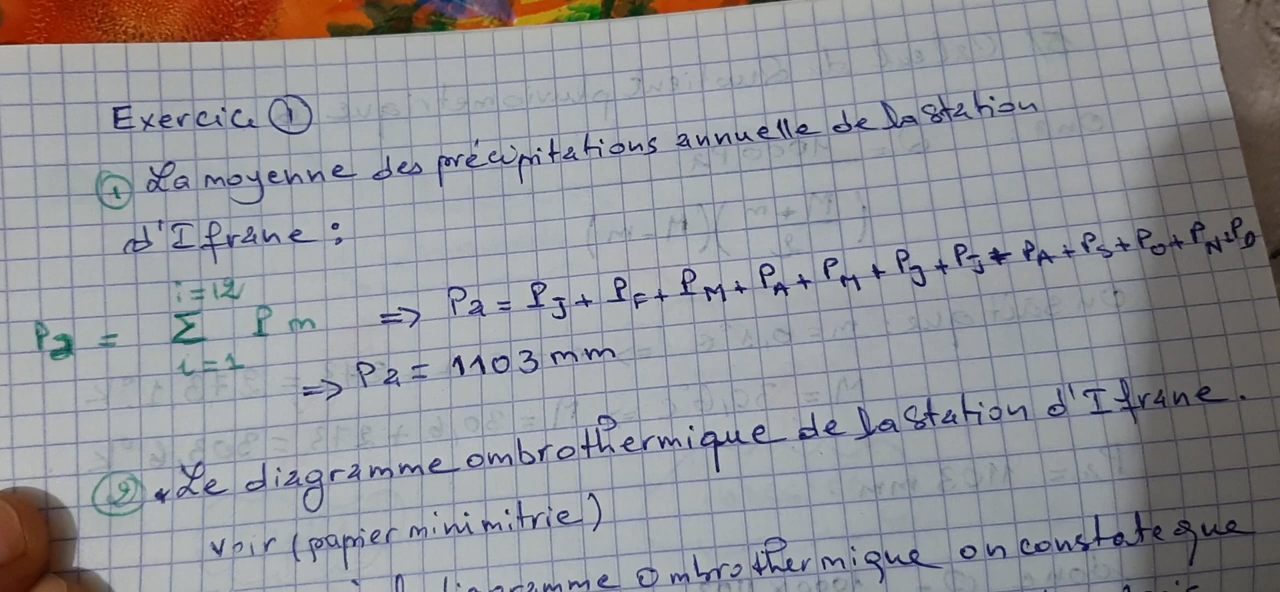 Exercice ①
① La moyenne des précipitations annuelle de la station
d'Ifrane :
i=12
Pa = Σ Pm => Pa = PJ + PF + PM + PA + PM + PJ + PJ + PA + PS + PO + PN + PD
i=1
=> Pa = 1103 mm
② Le diagramme ombrothermique de la station d'Ifrane.
voir (papier minimitrie)
diagramme ombrothermique on constate que